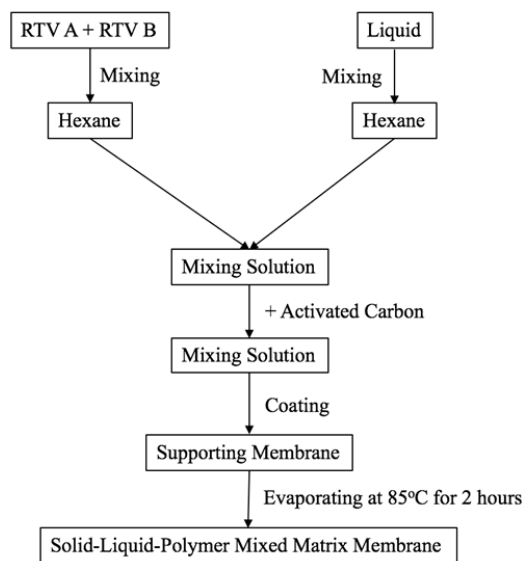 RTV A + RTV B
Liquid
Mixing
Mixing
Hexane
Hexane
Mixing Solution
+ Activated Carbon
Mixing Solution
Coating
Supporting Membrane
Evaporating at 85°C for 2 hours
Solid-Liquid-Polymer Mixed Matrix Membrane